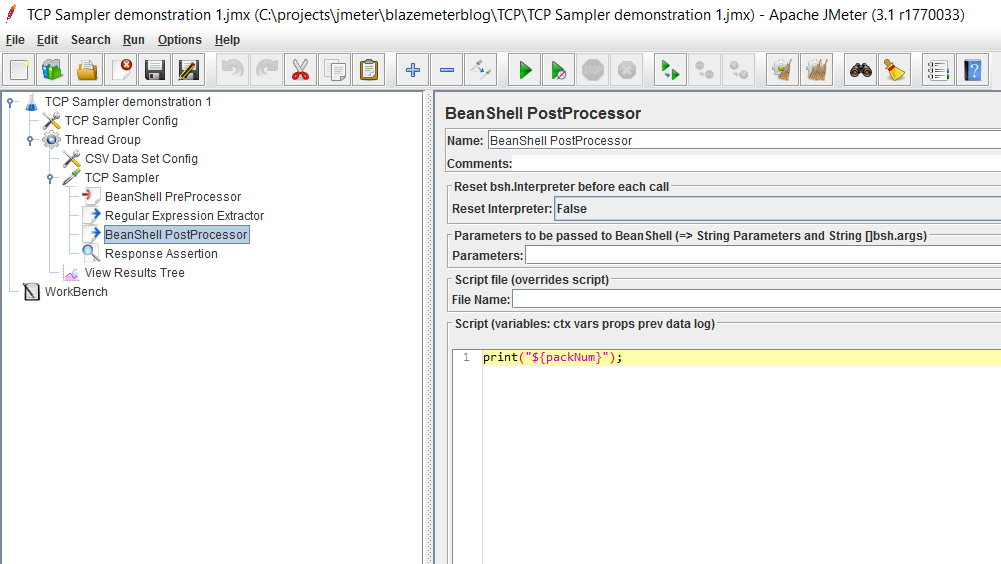 TCP Sampler demonstration 1.jmx (C:\projects\jmeter\blazemeterblog\TCP\TCP Sampler demonstration 1.jmx) - Apache JMeter (3.1 r1770033)
File Edit Search Run Options Help
STOP
?
TCP Sampler demonstration 1
TCP Sampler Config
Thread Group
CSV Data Set Config
TCP Sampler
BeanShell PreProcessor
Regular Expression Extractor
BeanShell PostProcessor
Response Assertion
View Results Tree
WorkBench
BeanShell PostProcessor
Name: BeanShell PostProcessor
Comments:
Reset bsh.Interpreter before each call
Reset Interpreter: False
Parameters to be passed to BeanShell (=> String Parameters and String []bsh.args)
Parameters:
Script file (overrides script)
File Name:
Script (variables: ctx vars props prev data log)
1 print("${packNum}");